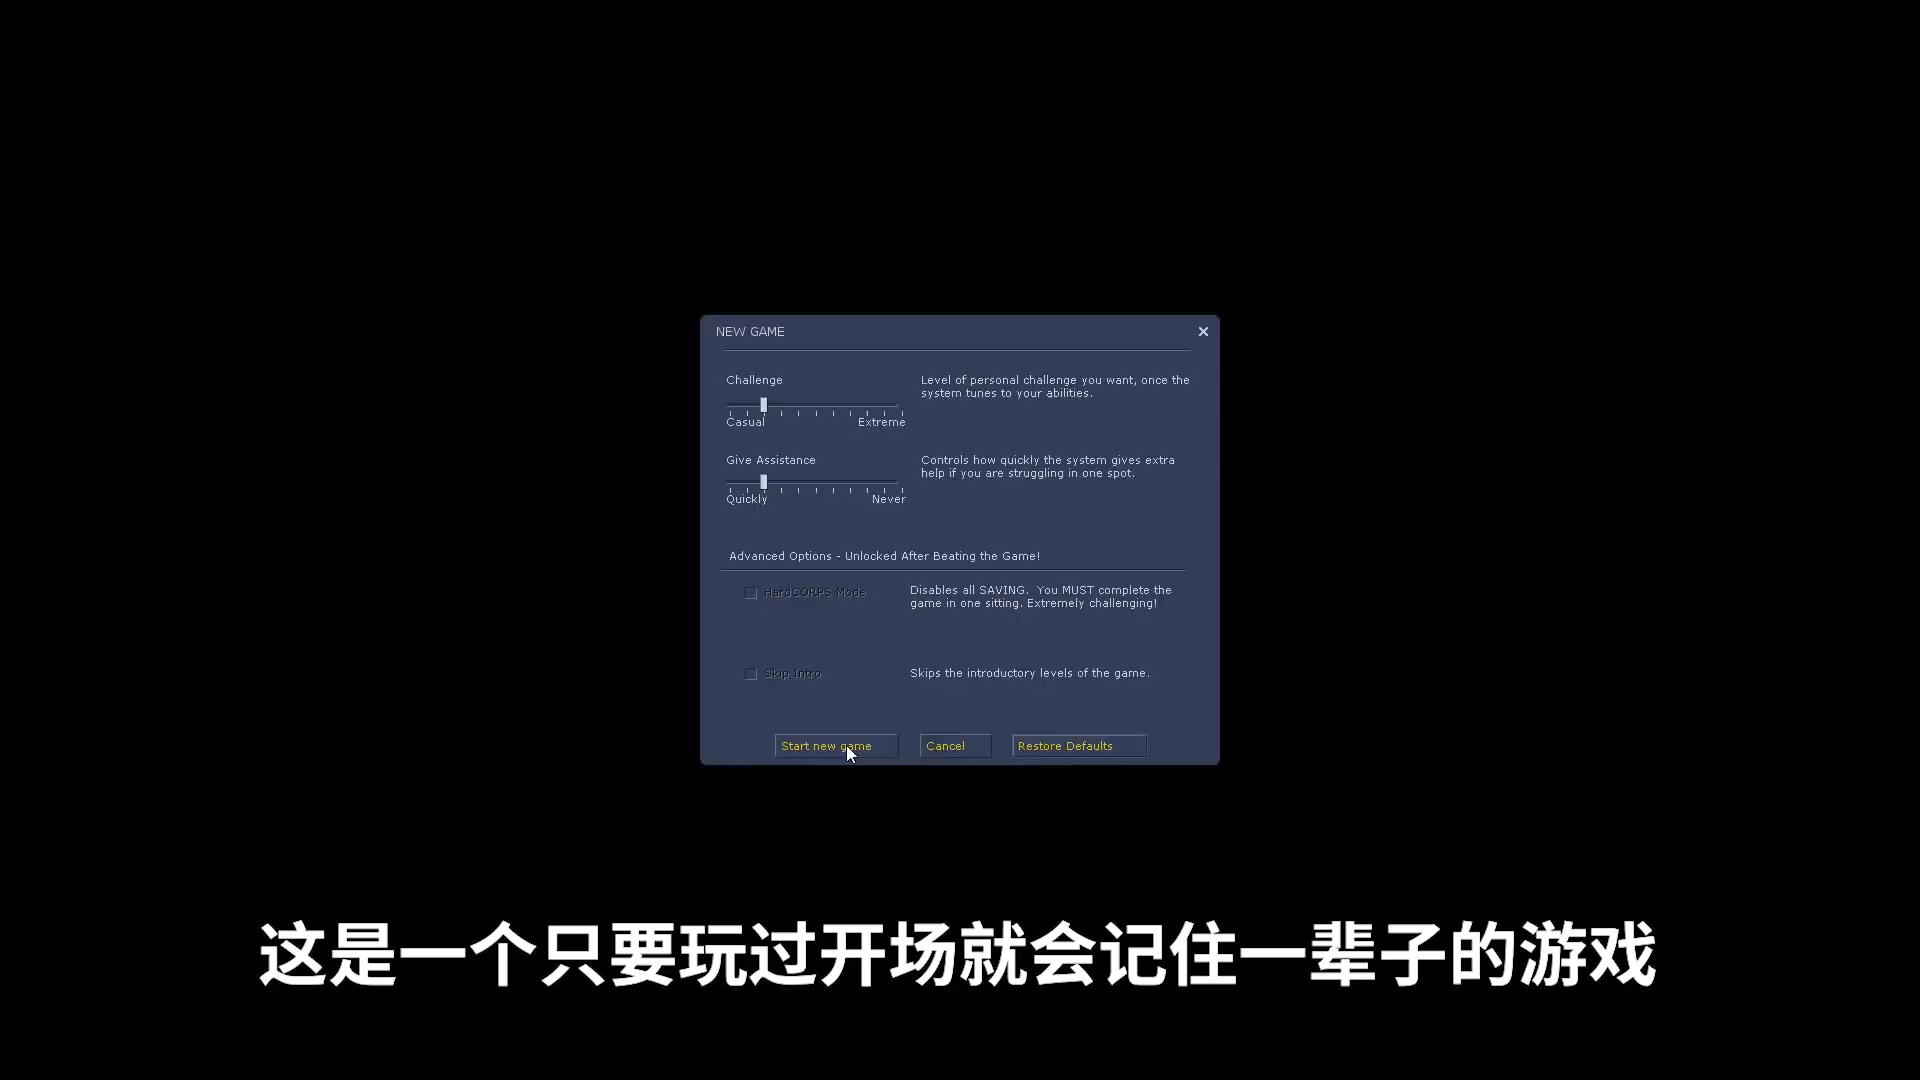 NEW GAME
Challenge
Level of personal challenge you want, once the
system tunes to your abilities.
Casual
Extreme
Give Assistance
Controls how quickly the system gives extra
help if you are struggling in one spot.
Quickly
Never
Advanced Options - Unlocked After Beating the Game!
HardCORPS Mode
Disables all SAVING. You MUST complete the
game in one sitting. Extremely challenging!
Skip Intro
Skips the introductory levels of the game.
Start new game
Cancel
Restore Defaults
这是一个只要玩过开场就会记住一辈子的游戏